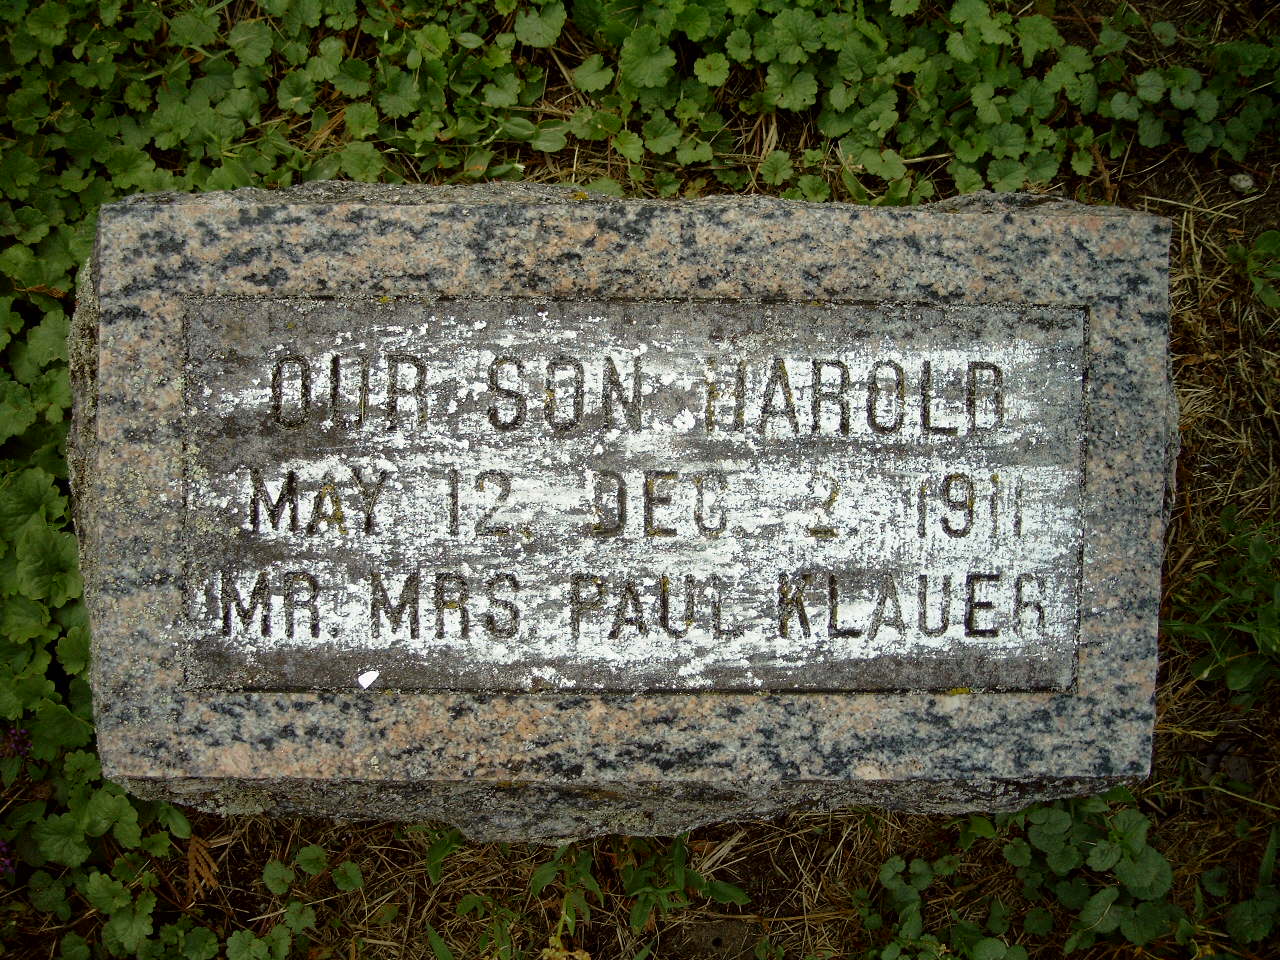 OUR SON HAROLD
MAY 12. DEC 2 1911
MR. MRS PAUL KLAUER